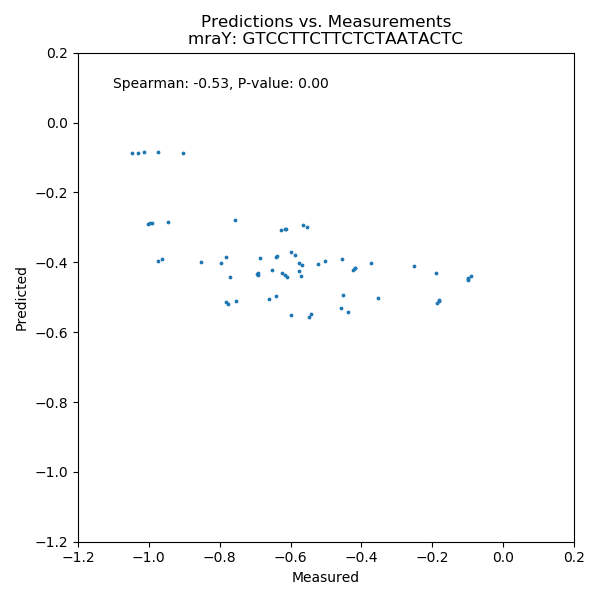 Predictions vs. Measurements
mraY: GTCCTTCTTCTCTAATACTC
Spearman: -0.53, P-value: 0.00
0.2
0.0
−0.2
−0.4
−0.6
−0.8
−1.0
−1.2
Predicted
−1.2 −1.0 −0.8 −0.6 −0.4 −0.2 0.0 0.2
Measured